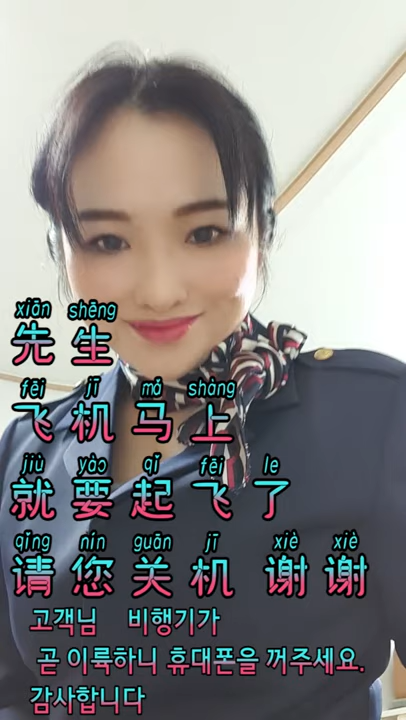 xiān shēng
先生
fēi jī mǎ shàng
飞机马上
jiù yào qǐ fēi le
就要起飞了
qǐng nín guān jī xiè xiè
请您关机 谢谢
고객님 비행기가
곧 이륙하니 휴대폰을 꺼주세요.
감사합니다